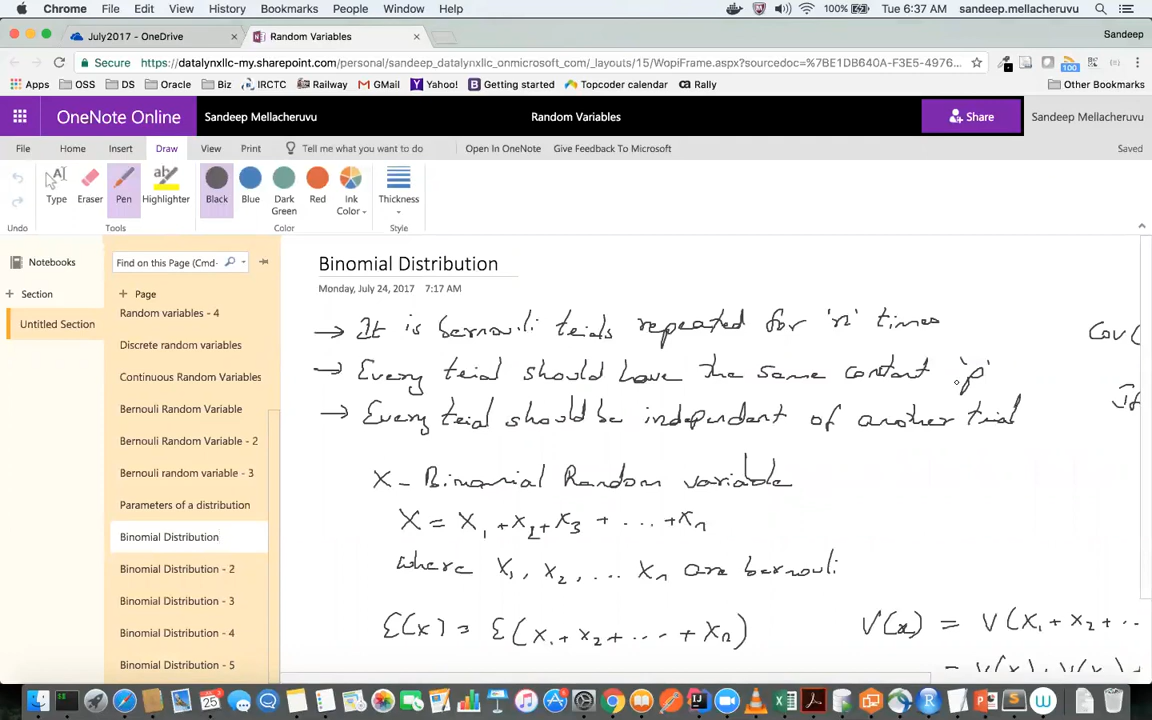 Chrome File Edit View History Bookmarks People Window Help 100% Tue 6:37 AM sandeep.mellacheruvu
July2017 - OneDrive Random Variables Sandeep
Secure https://datalynxllc-my.sharepoint.com/personal/sandeep_datalynxllc_onmicrosoft_com/_layouts/15/WopiFrame.aspx?sourcedoc=%7BE1DB640A-F3E5-4976...
Apps OSS DS Oracle Biz IRCTC Railway GMail Yahoo! Getting started Topcoder calendar Rally 100 Other Bookmarks
OneNote Online Sandeep Mellacheruvu Random Variables Share Sandeep Mellacheruvu
File Home Insert Draw View Print Tell me what you want to do Open In OneNote Give Feedback To Microsoft Saved
Type Eraser Pen Highlighter Black Blue Dark Green Red Ink Color Thickness
Undo Tools Color Style
Notebooks
Section
Untitled Section
Find on this Page (Cmd-
Page
Random variables - 4
Discrete random variables
Continuous Random Variables
Bernouli Random Variable
Bernouli Random Variable - 2
Bernouli random variable - 3
Parameters of a distribution
Binomial Distribution
Binomial Distribution - 2
Binomial Distribution - 3
Binomial Distribution - 4
Binomial Distribution - 5
Binomial Distribution
Monday, July 24, 2017 7:17 AM
→ It is bernouli trials repeated for 'n' times
→ Every trial should have the same constant 'p'
→ Every trial should be independent of another trial
Cov(
If
X - Binomial Random variable
X = X1 + X2 + X3 + ... + Xn
where X1, X2, ... Xn are bernouli
E(X) = E(X1 + X2 + ... + Xn)
V(x) = V(X1 + X2 + ..
25